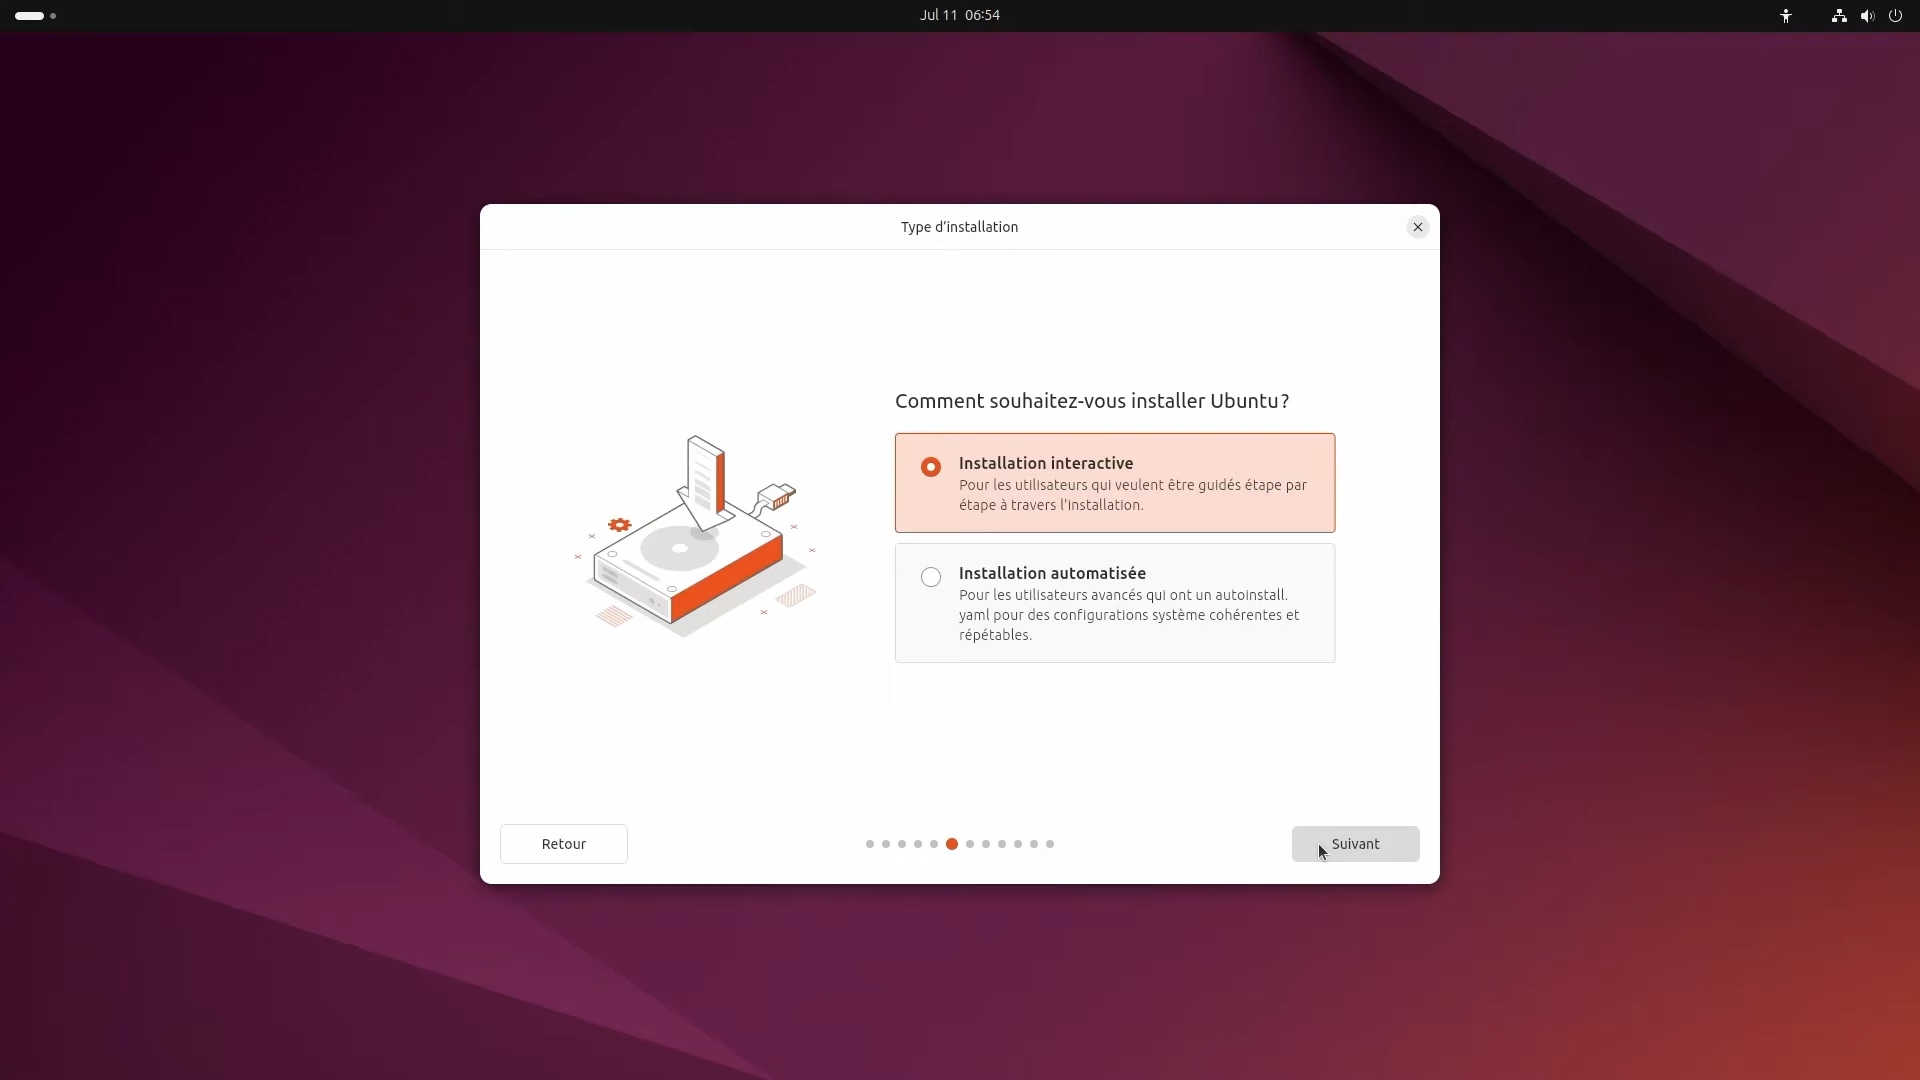 Jul 11 06:54
Type d’installation
Comment souhaitez-vous installer Ubuntu ?
Installation interactive
Pour les utilisateurs qui veulent être guidés étape par
étape à travers l'installation.
Installation automatisée
Pour les utilisateurs avancés qui ont un autoinstall.
yaml pour des configurations système cohérentes et
répétables.
Retour
Suivant